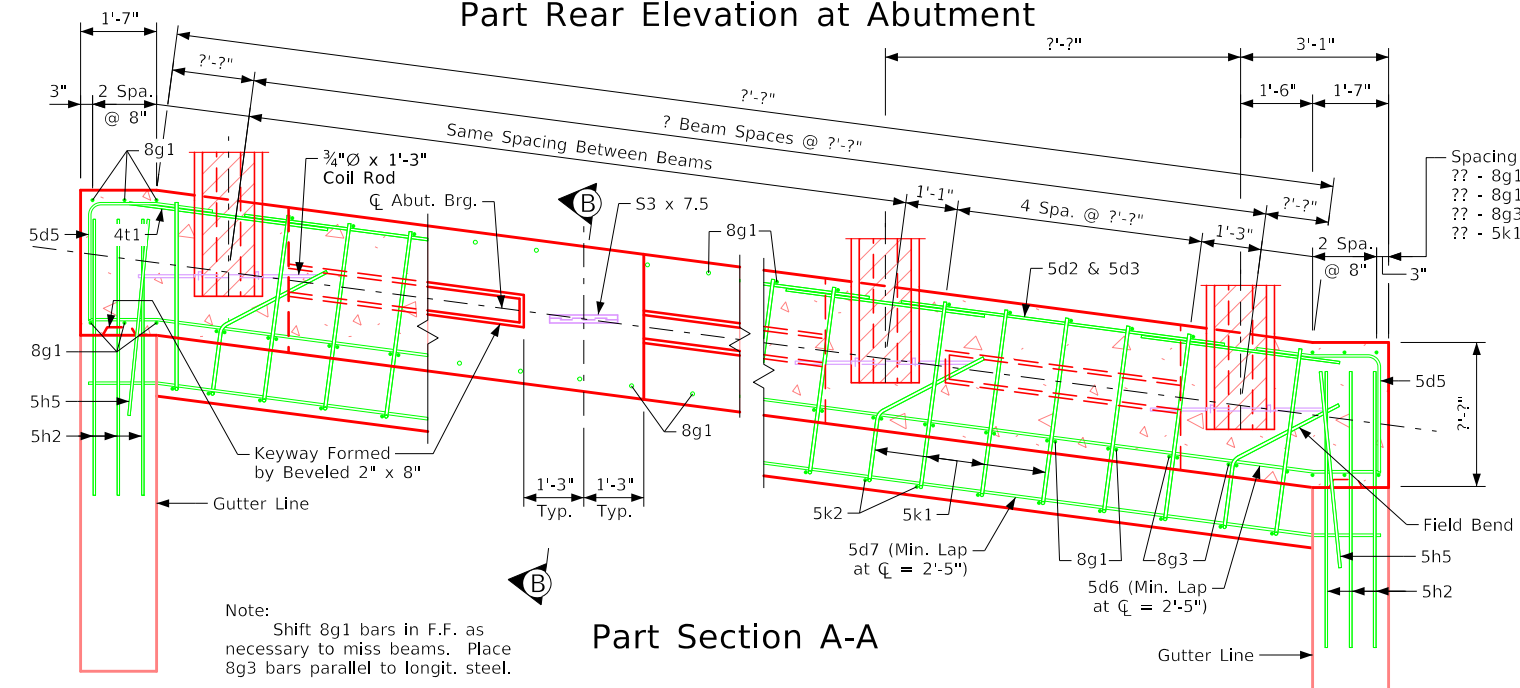 Part Rear Elevation at Abutment
1'-7"
?'-?"
3'-1"
3"
2 Spa.
@ 8"
?'-?"
?'-?"
? Beam Spaces @ ?'-?"
Same Spacing Between Beams
1'-6"
1'-7"
8g1
¾"Ø x 1'-3"
Coil Rod
℄ Abut. Brg.
B
S3 x 7.5
1'-1"
4 Spa. @ ?'-?"
?'-?"
1'-3"
2 Spa.
@ 8"
3"
Spacing
?? - 8g1
?? - 8g1
?? - 8g3
?? - 5k1
5d5
4t1
8g1
5d2 & 5d3
8g1
5h5
5h2
Keyway Formed
by Beveled 2" x 8"
Gutter Line
1'-3"
Typ.
1'-3"
Typ.
8g1
5k2
5k1
5d7 (Min. Lap
at ℄ = 2'-5")
8g1
8g3
5d6 (Min. Lap
at ℄ = 2'-5")
5d5
?'-?"
Field Bend
5h5
5h2
Gutter Line
B
Note:
Shift 8g1 bars in F.F. as
necessary to miss beams. Place
8g3 bars parallel to longit. steel.
Part Section A-A